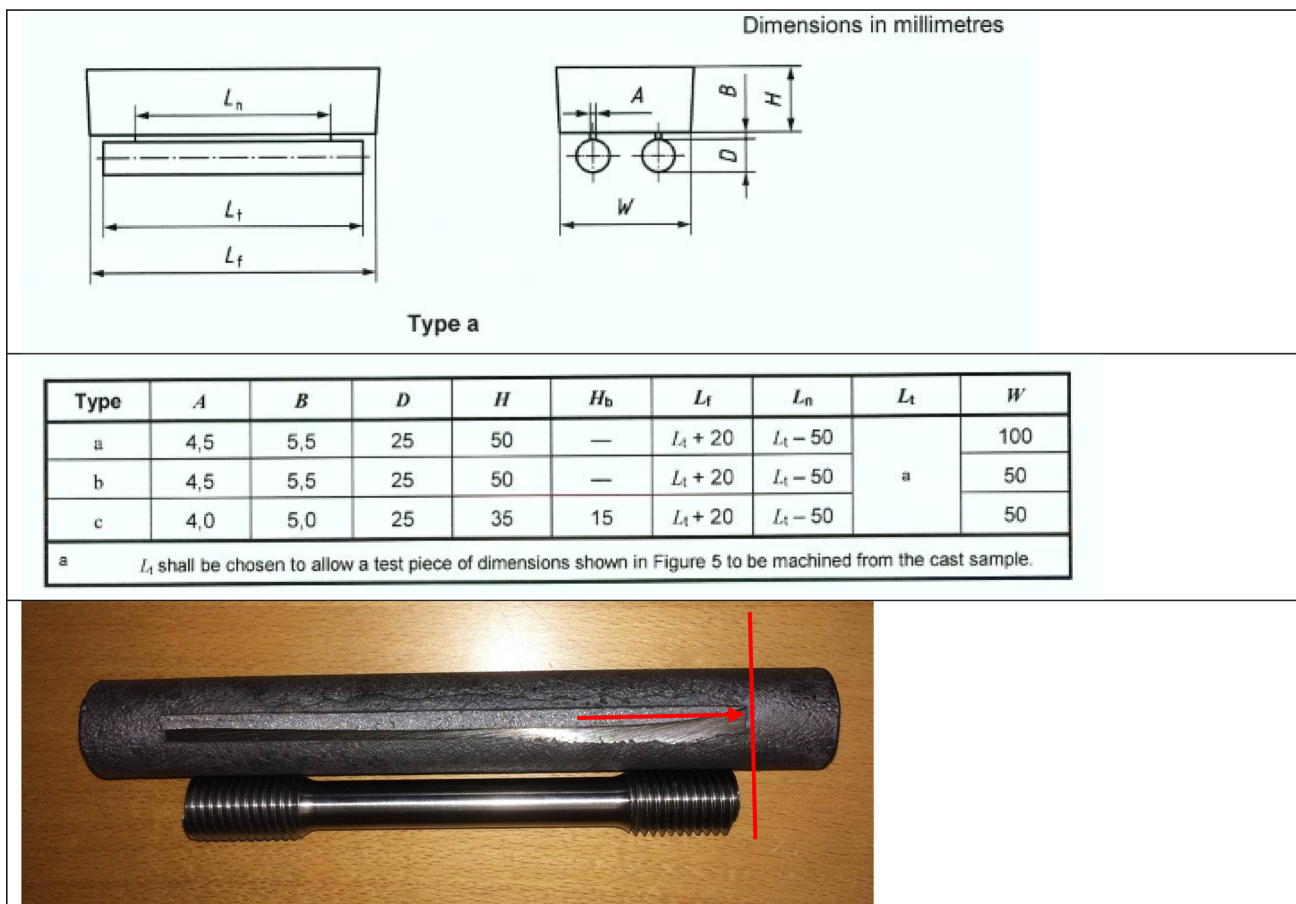 Dimensions in millimetres
Ln
A
B
H
D
Lt
W
Lf
Type a
Type A B D H Hb Lf Ln Lt W
a 4,5 5,5 25 50 — Lt + 20 Lt – 50 a 100
b 4,5 5,5 25 50 — Lt + 20 Lt – 50 50
c 4,0 5,0 25 35 15 Lt + 20 Lt – 50 50
a Lt shall be chosen to allow a test piece of dimensions shown in Figure 5 to be machined from the cast sample.